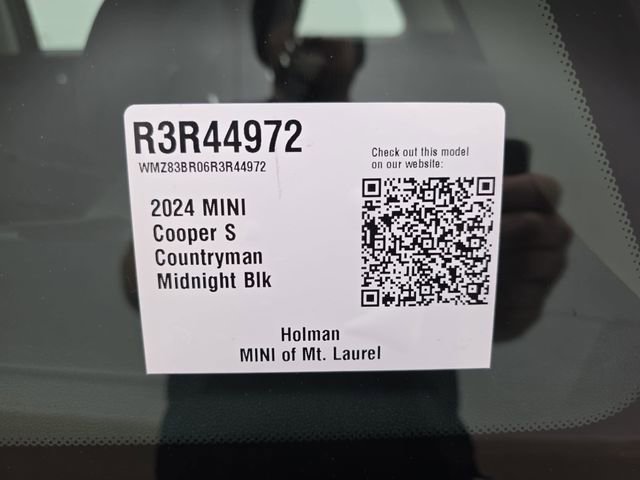 R3R44972
WMZ83BR06R3R44972
Check out this model
on our website:
2024 MINI
Cooper S
Countryman
Midnight Blk
Holman
MINI of Mt. Laurel